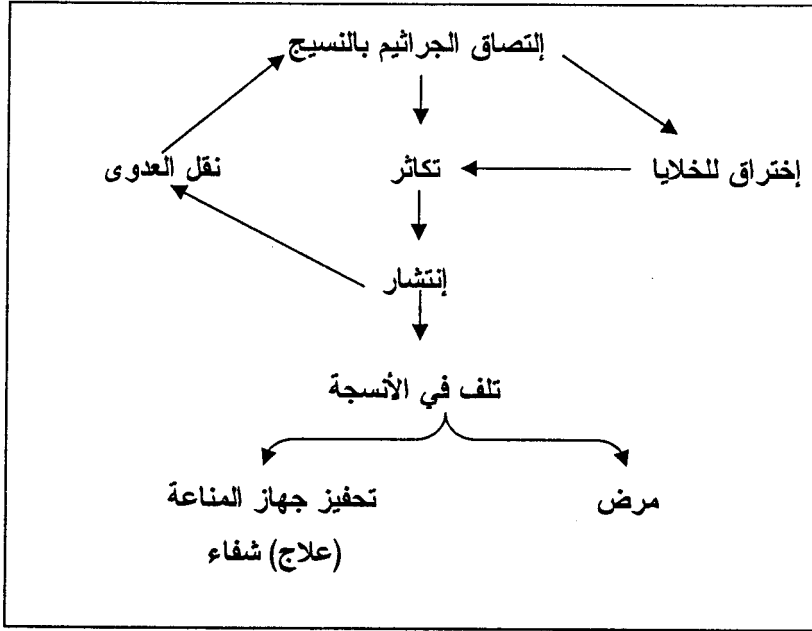 إلتصاق الجراثيم بالنسيج
إختراق للخلايا
تكاثر
نقل العدوى
إنتشار
تلف في الأنسجة
مرض
تحفيز جهاز المناعة
(علاج) شفاء